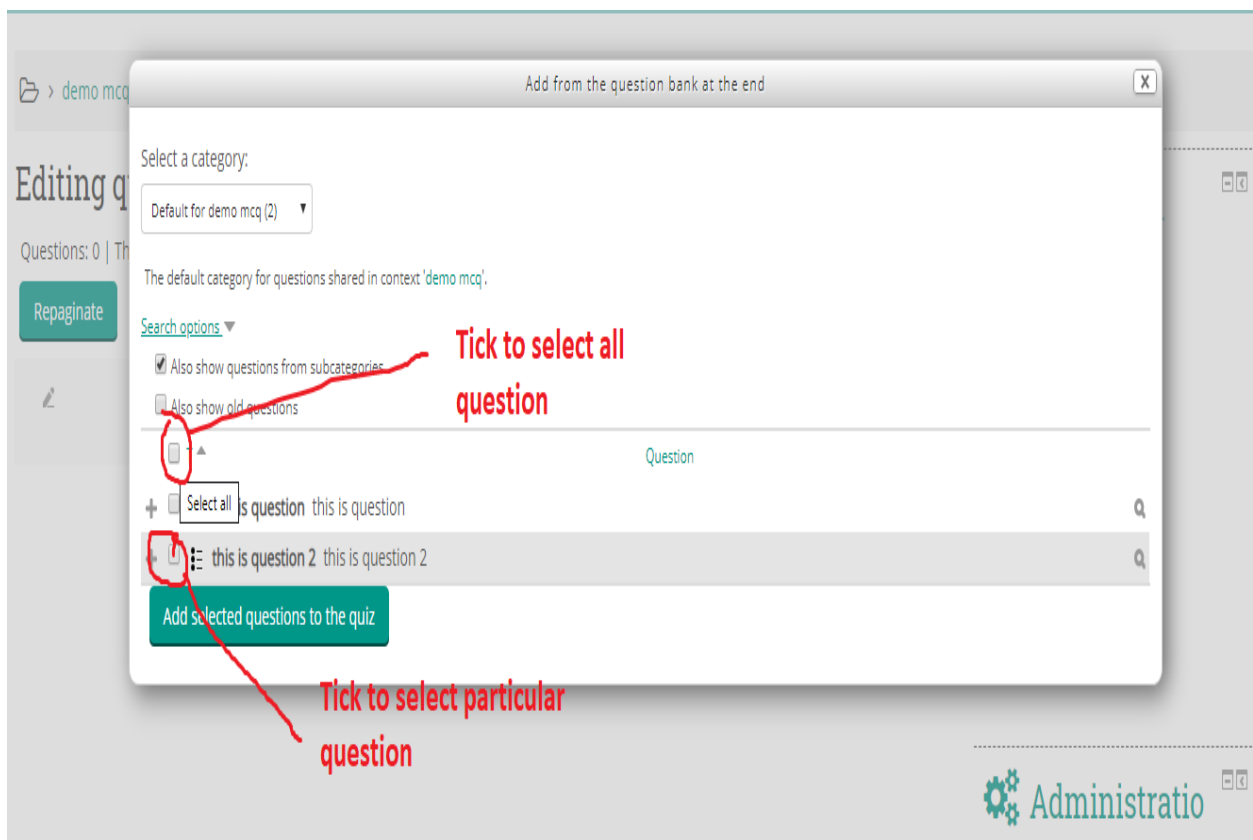 Add from the question bank at the end
X
> demo mcq
Select a category:
Editing q
Default for demo mcq (2)
Questions: 0 | Th
The default category for questions shared in context 'demo mcq'.
Repaginate
Search options
Tick to select all
question
Also show questions from subcategories
Also show old questions
T
Question
Select all
is question this is question
this is question 2 this is question 2
Add selected questions to the quiz
Tick to select particular
question
Administratio